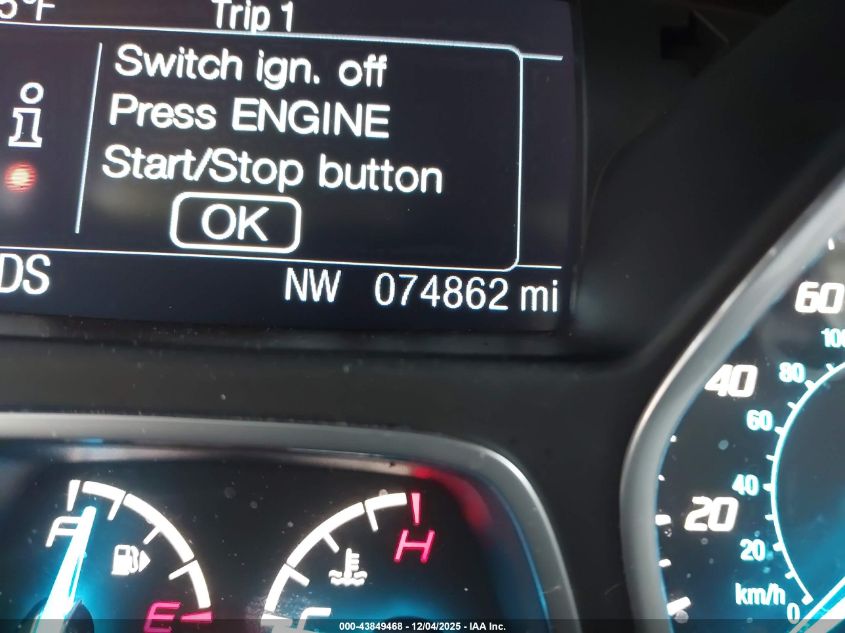 5°F Trip 1
Switch ign. off
Press ENGINE
i
Start/Stop button
OK
DS NW 074862 mi
60
100
40 80
60
F H
20 40
20
E C km/h 0
000-43849468 - 12/04/2025 - IAA Inc.